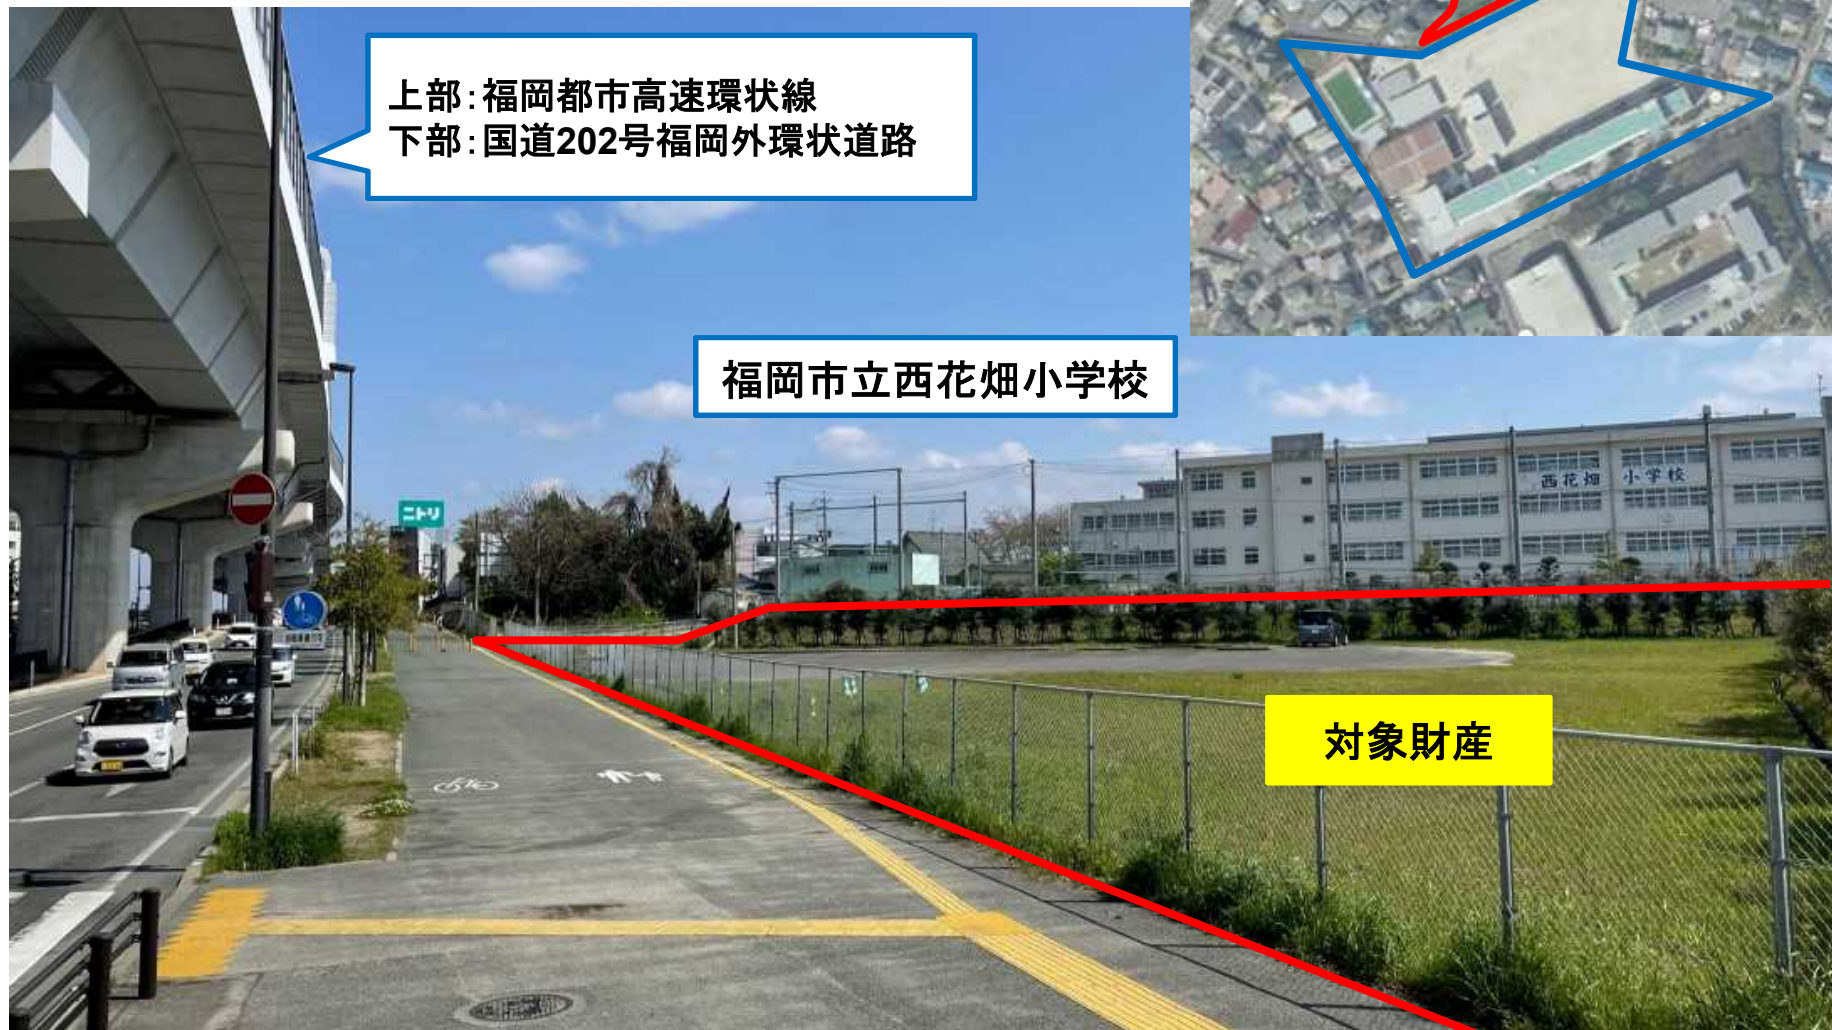 上部：福岡都市高速環状線
下部：国道202号福岡外環状道路
福岡市立西花畑小学校
西花畑 小学校
ニトリ
対象財産